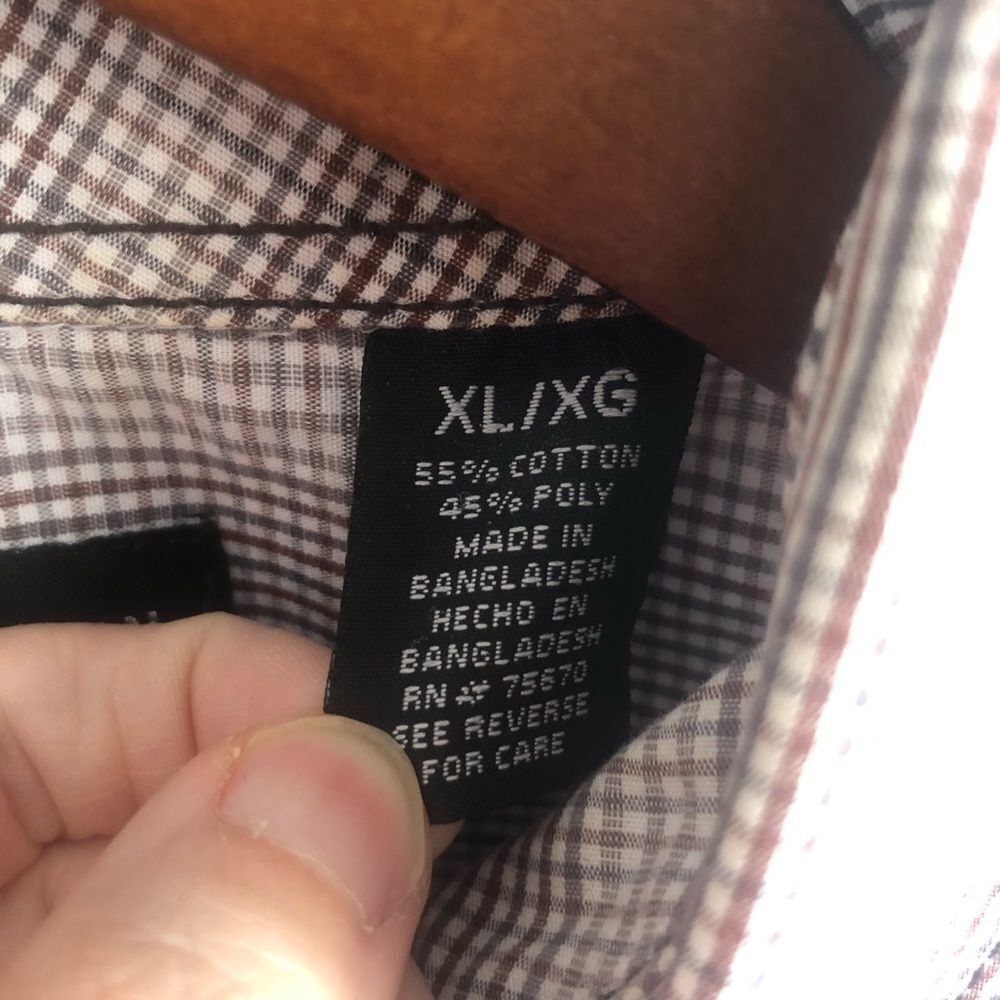 XL/XG
55% COTTON
45% POLY
MADE IN
BANGLADESH
HECHO EN
BANGLADESH
RN # 75670
SEE REVERSE
FOR CARE